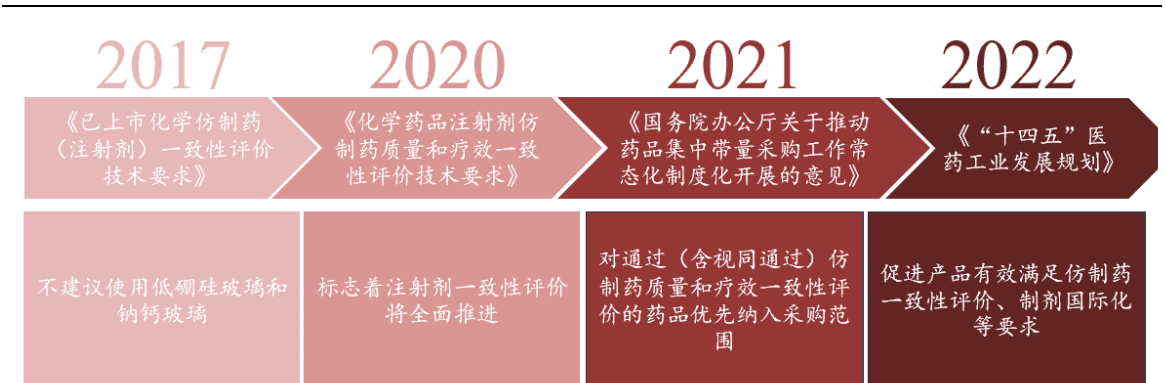 2017
2020
2021
2022
《已上市化学仿制药
（注射剂）一致性评价
技术要求》
《化学药品注射剂仿
制药质量和疗效一致
性评价技术要求》
《国务院办公厅关于推动
药品集中带量采购工作常
态化制度化开展的意见》
《“十四五”医
药工业发展规划》
不建议使用低硼硅玻璃和
钠钙玻璃
标志着注射剂一致性评价
将全面推进
对通过（含视同通过）仿
制药质量和疗效一致性评
价的药品优先纳入采购范
围
促进产品有效满足仿制药
一致性评价、制剂国际化
等要求